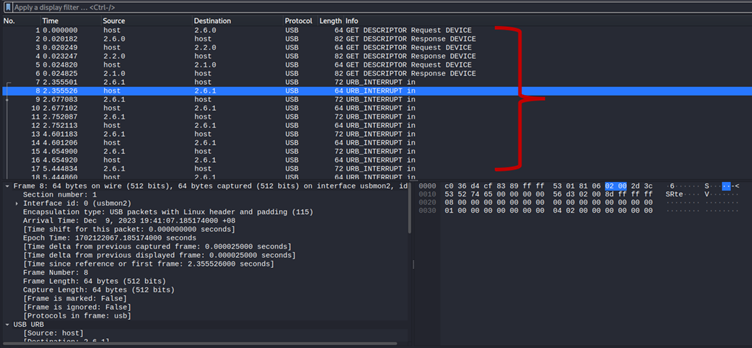 Apply a display filter ... <Ctrl-/>
No. Time Source Destination Protocol Length Info
1 0.000000 host 2.6.0 USB 64 GET DESCRIPTOR Request DEVICE
2 0.020182 2.6.0 host USB 82 GET DESCRIPTOR Response DEVICE
3 0.020249 host 2.2.0 USB 64 GET DESCRIPTOR Request DEVICE
4 0.023247 2.2.0 host USB 82 GET DESCRIPTOR Response DEVICE
5 0.024820 host 2.1.0 USB 64 GET DESCRIPTOR Request DEVICE
6 0.024825 2.1.0 host USB 82 GET DESCRIPTOR Response DEVICE
7 2.355501 2.6.1 host USB 72 URB_INTERRUPT in
8 2.355526 host 2.6.1 USB 64 URB_INTERRUPT in
9 2.677083 2.6.1 host USB 72 URB_INTERRUPT in
10 2.677102 host 2.6.1 USB 64 URB_INTERRUPT in
11 2.752087 2.6.1 host USB 72 URB_INTERRUPT in
12 2.752113 host 2.6.1 USB 64 URB_INTERRUPT in
13 4.601183 2.6.1 host USB 72 URB_INTERRUPT in
14 4.601206 host 2.6.1 USB 64 URB_INTERRUPT in
15 4.654900 2.6.1 host USB 72 URB_INTERRUPT in
16 4.654920 host 2.6.1 USB 64 URB_INTERRUPT in
17 5.444834 2.6.1 host USB 72 URB_INTERRUPT in
Frame 8: 64 bytes on wire (512 bits), 64 bytes captured (512 bits) on interface usbmon2, id
Section number: 1
Interface id: 0 (usbmon2)
Encapsulation type: USB packets with Linux header and padding (115)
Arrival Time: Dec 9, 2023 19:41:07.185174000 +08
[Time shift for this packet: 0.000000000 seconds]
Epoch Time: 1702122067.185174000 seconds
[Time delta from previous captured frame: 0.000025000 seconds]
[Time delta from previous displayed frame: 0.000025000 seconds]
[Time since reference or first frame: 2.355526000 seconds]
Frame Number: 8
Frame Length: 64 bytes (512 bits)
Capture Length: 64 bytes (512 bits)
[Frame is marked: False]
[Frame is ignored: False]
[Protocols in frame: usb]
USB URB
[Source: host]
[Destination: 2.6.1]
0000 c0 36 d4 cf 83 89 ff ff 53 01 81 06 02 00 2d 3c ·6······ S·····-<
0010 53 52 74 65 00 00 00 00 56 d3 02 00 8d ff ff ff SRte···· V·······
0020 08 00 00 00 00 00 00 00 00 00 00 00 00 00 00 00 ········ ········
0030 01 00 00 00 00 00 00 00 04 02 00 00 00 00 00 00 ········ ········